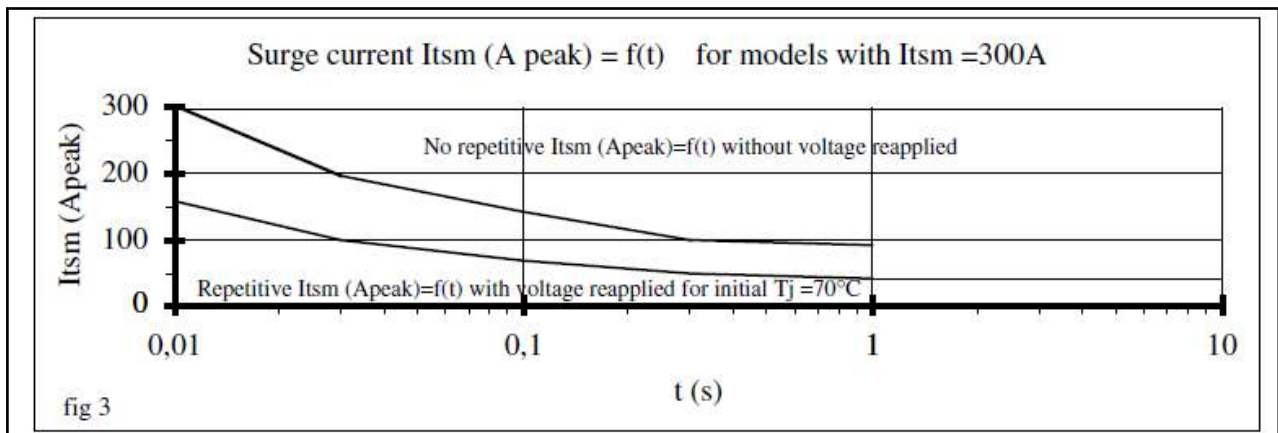 Surge current Itsm (A peak) = f(t) for models with Itsm =300A
Itsm (Apeak)
300
200
100
0
No repetitive Itsm (Apeak)=f(t) without voltage reapplied
Repetitive Itsm (Apeak)=f(t) with voltage reapplied for initial Tj =70°C
0,01 0,1 1 10
t (s)
fig 3